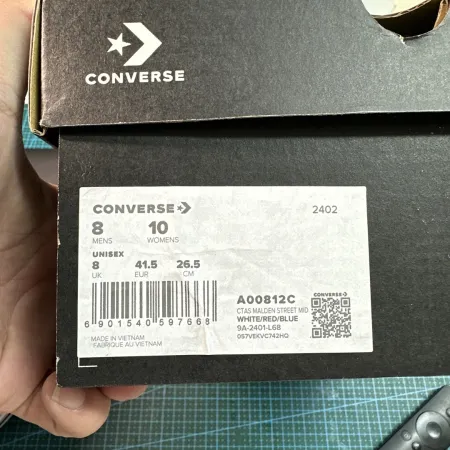 CONVERSE
CONVERSE 2402
8 10
MENS WOMENS
UNISEX
8 41.5 26.5
UK EUR CM
A00812C
CTAS MALDEN STREET MID
WHITE/RED/BLUE
9A-2401-L68
057VEKVC742HQ
6 901540 597668
MADE IN VIETNAM
FABRIQUE AU VIETNAM